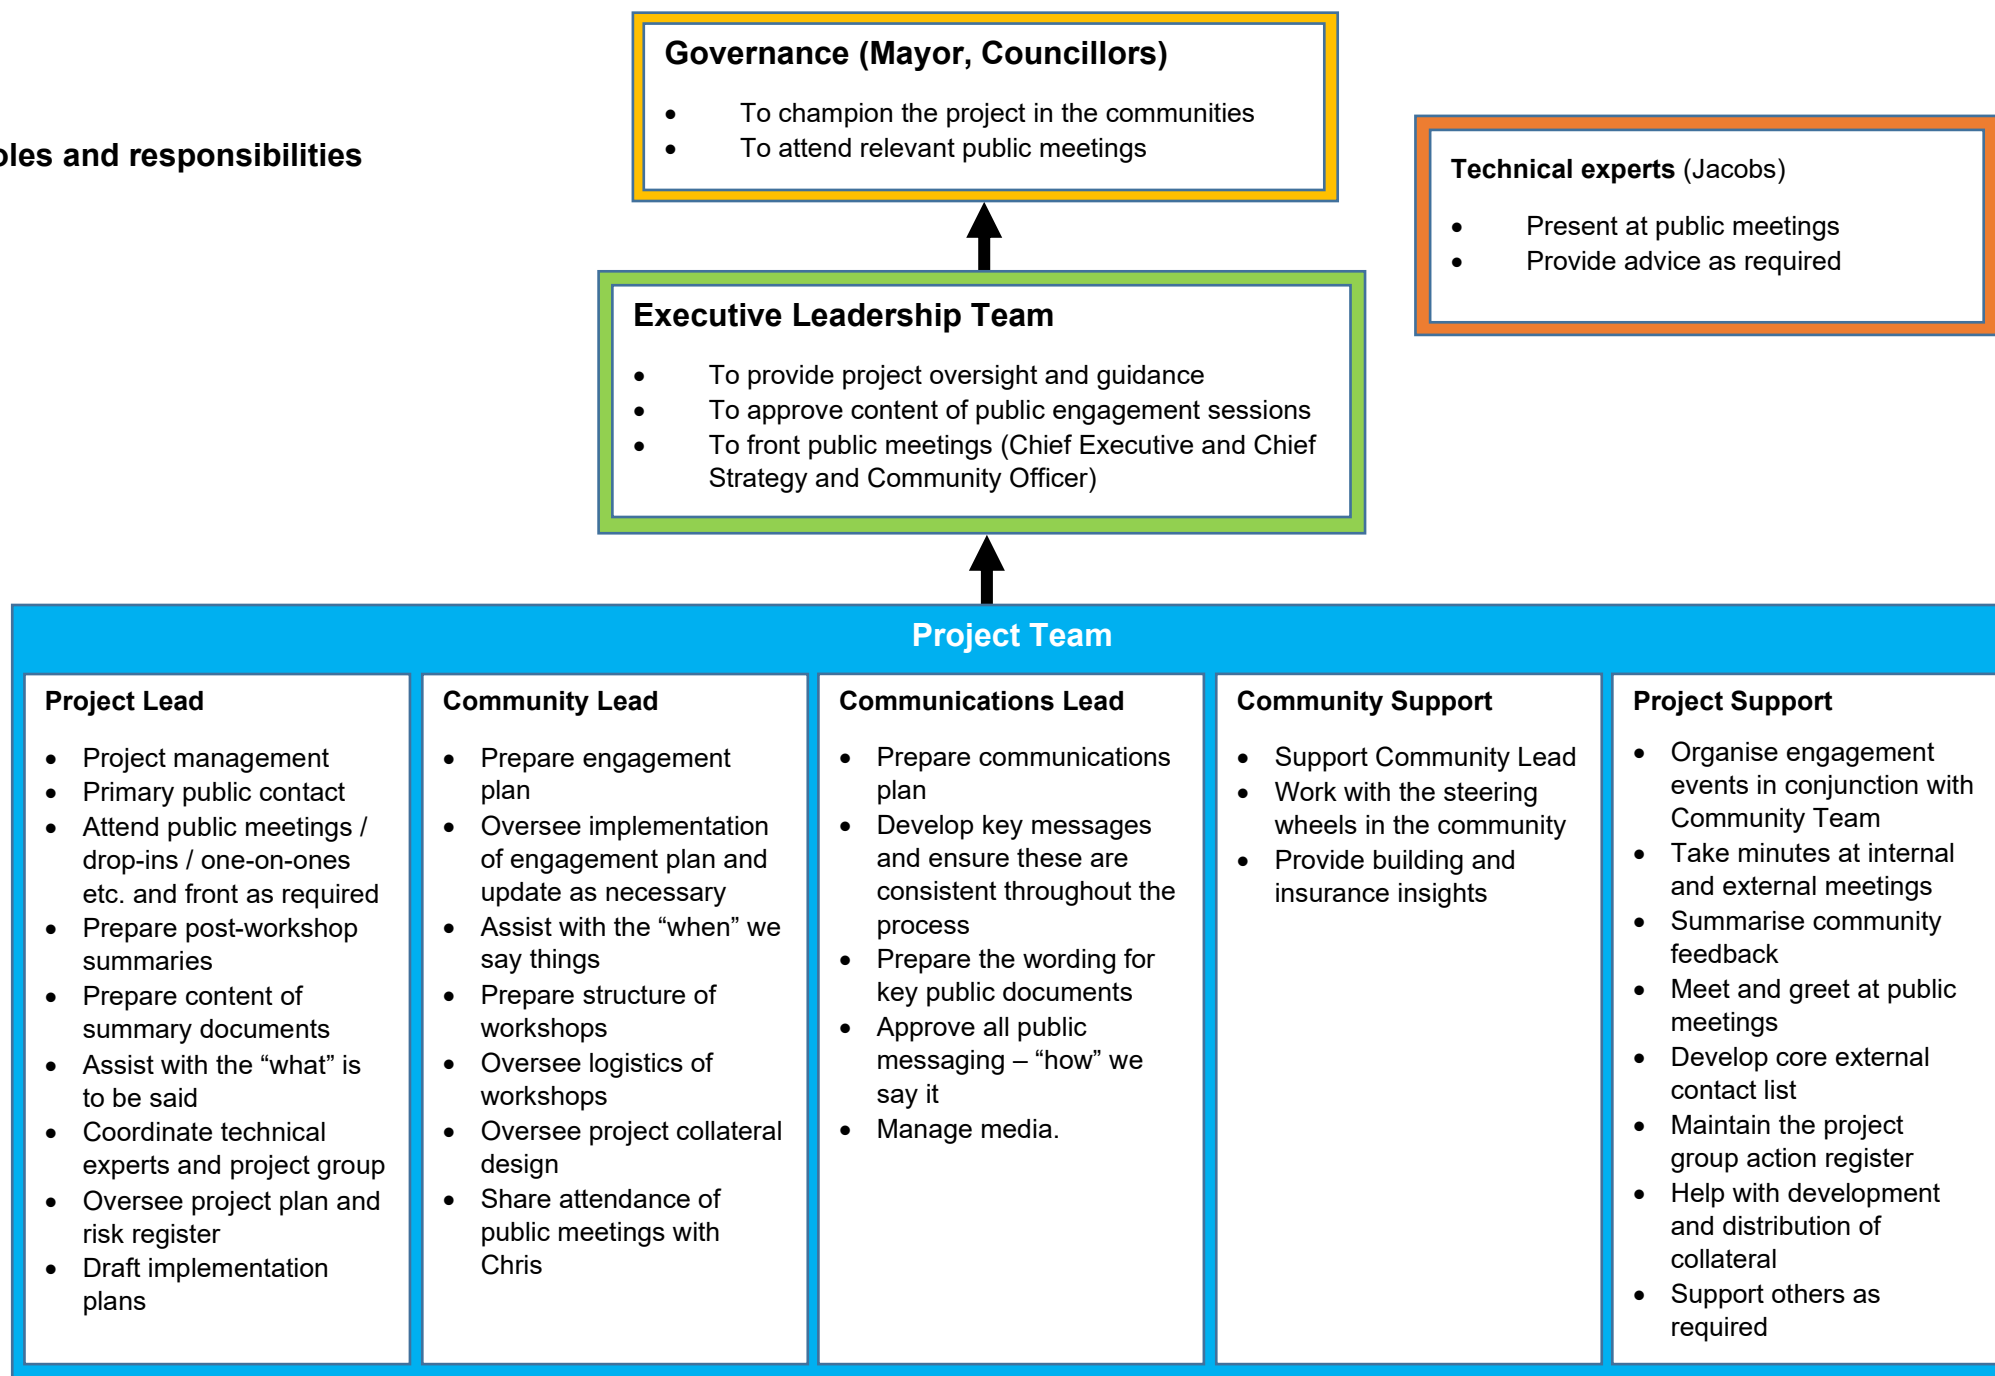 oles and responsibilities
Governance (Mayor, Councillors)
• To champion the project in the communities
• To attend relevant public meetings
Technical experts (Jacobs)
• Present at public meetings
• Provide advice as required
Executive Leadership Team
• To provide project oversight and guidance
• To approve content of public engagement sessions
• To front public meetings (Chief Executive and Chief
Strategy and Community Officer)
Project Team
Project Lead
• Project management
• Primary public contact
• Attend public meetings /
drop-ins / one-on-ones
etc. and front as required
• Prepare post-workshop
summaries
• Prepare content of
summary documents
• Assist with the “what” is
to be said
• Coordinate technical
experts and project group
• Oversee project plan and
risk register
• Draft implementation
plans
Community Lead
• Prepare engagement
plan
• Oversee implementation
of engagement plan and
update as necessary
• Assist with the “when” we
say things
• Prepare structure of
workshops
• Oversee logistics of
workshops
• Oversee project collateral
design
• Share attendance of
public meetings with
Chris
Communications Lead
• Prepare communications
plan
• Develop key messages
and ensure these are
consistent throughout the
process
• Prepare the wording for
key public documents
• Approve all public
messaging – “how” we
say it
• Manage media.
Community Support
• Support Community Lead
• Work with the steering
wheels in the community
• Provide building and
insurance insights
Project Support
• Organise engagement
events in conjunction with
Community Team
• Take minutes at internal
and external meetings
• Summarise community
feedback
• Meet and greet at public
meetings
• Develop core external
contact list
• Maintain the project
group action register
• Help with development
and distribution of
collateral
• Support others as
required